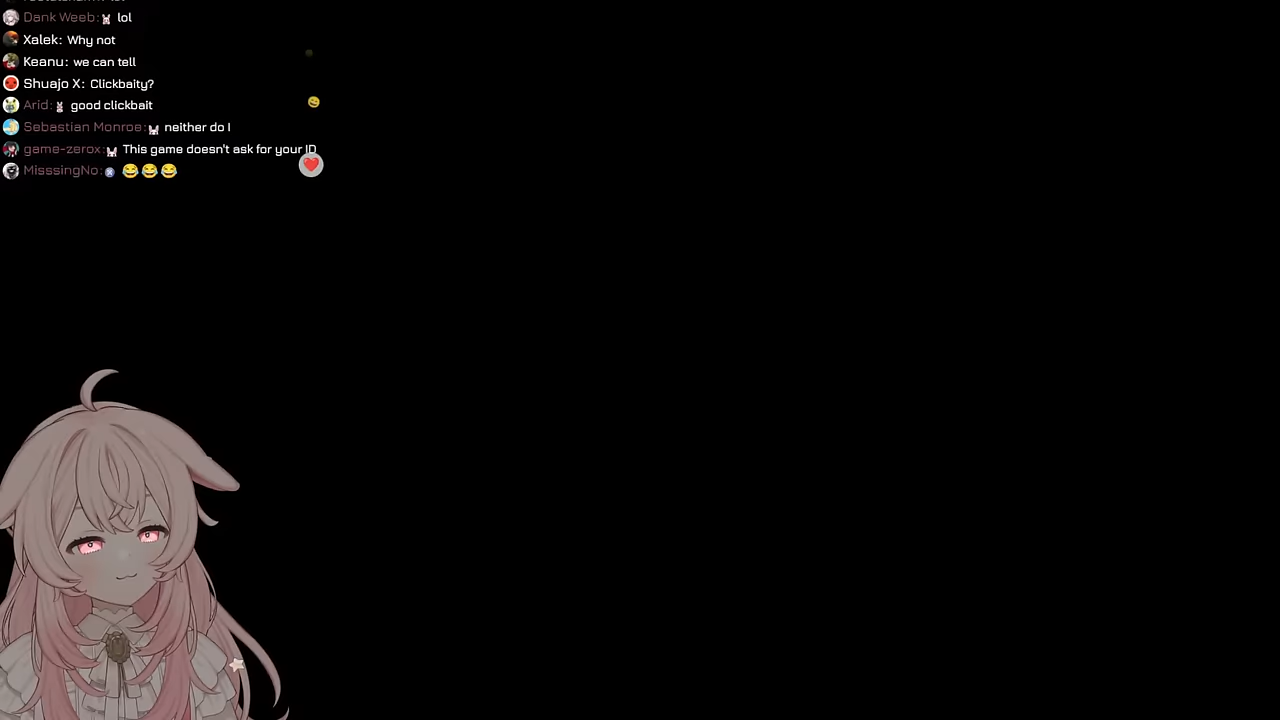 Dank Weeb: lol
Xalek: Why not
Keanu: we can tell
Shuajo X: Clickbaity?
Arid: good clickbait
Sebastian Monroe: neither do I
game-zerox: This game doesn't ask for your ID
MisssingNo: 😂😂😂